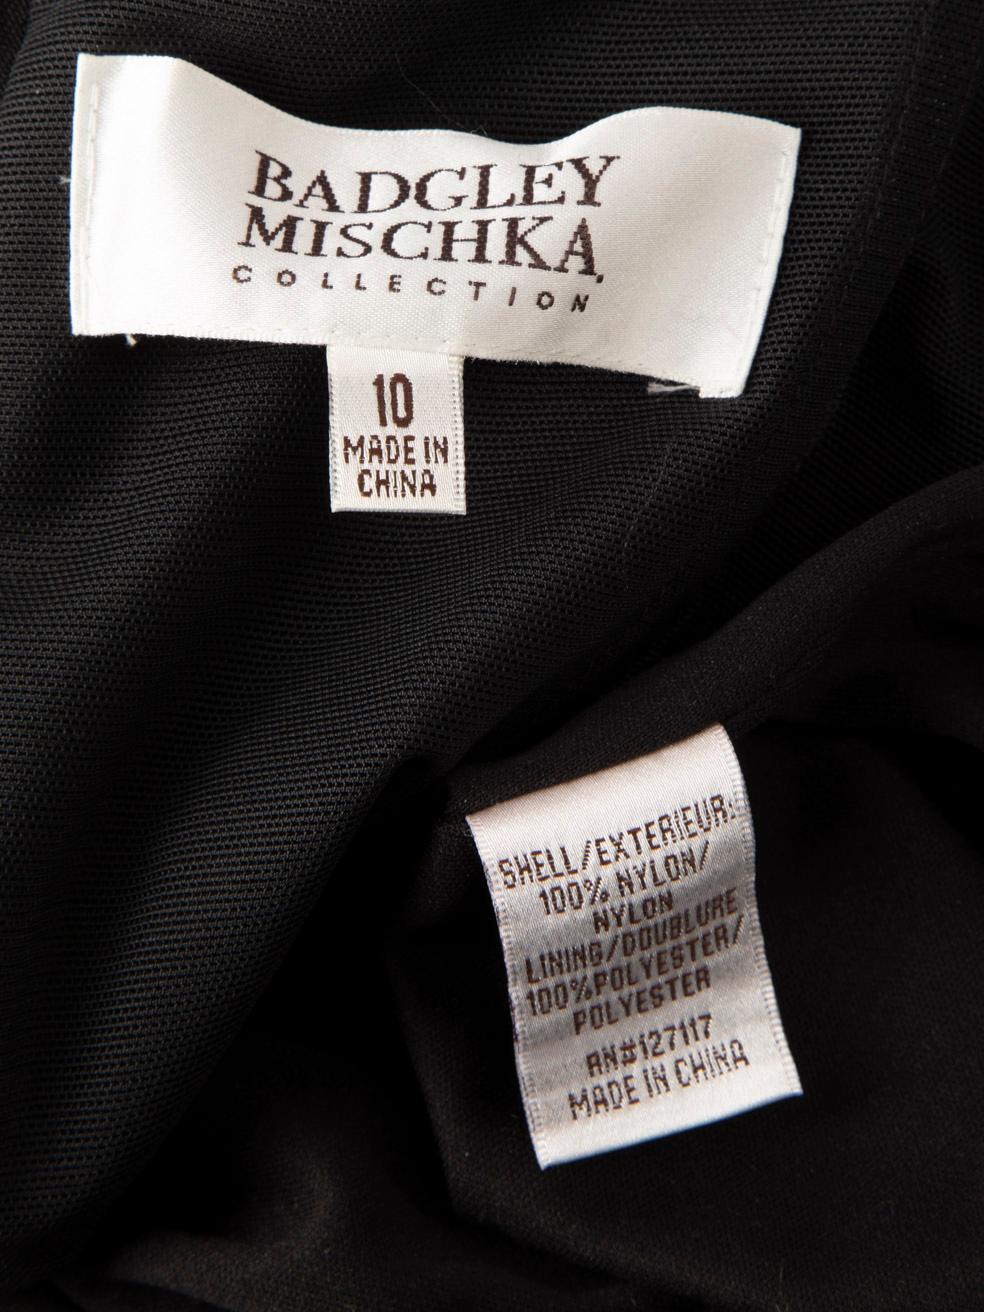 BADGLEY
MISCHKA
COLLECTION
10
MADE IN
CHINA
SHELL/EXTERIEUR:
100% NYLON/
NYLON
LINING/DOUBLURE
100%POLYESTER/
POLYESTER
RN#127117
MADE IN CHINA